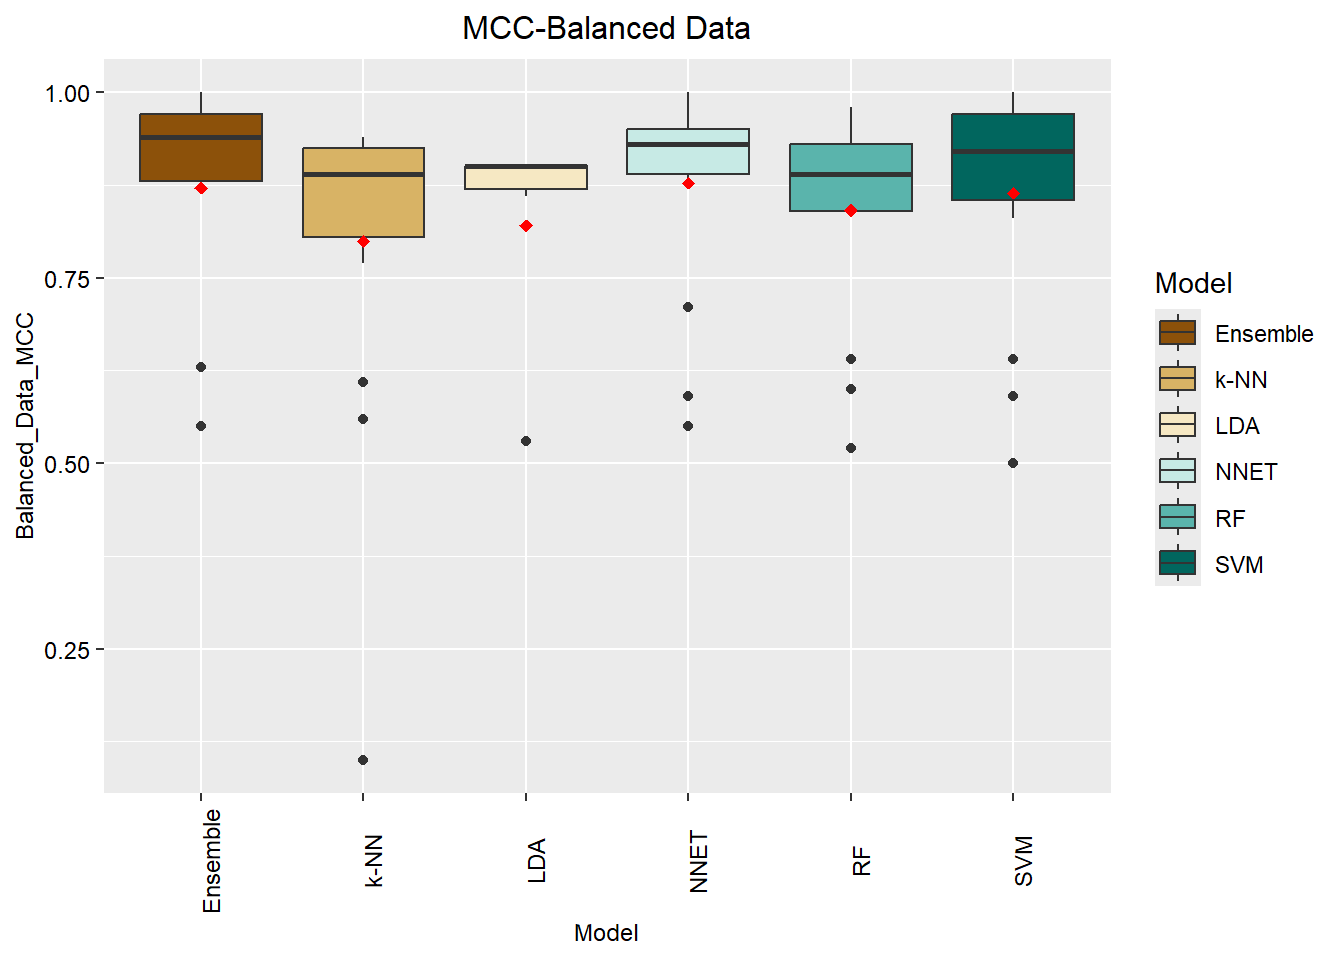 MCC-Balanced Data
1.00
0.75
0.50
0.25
Balanced_Data_MCC
Ensemble
k-NN
LDA
NNET
RF
SVM
Model
Model
Ensemble
k-NN
LDA
NNET
RF
SVM